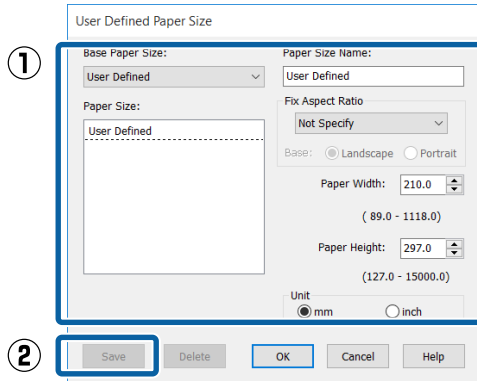 User Defined Paper Size
①
Base Paper Size:
Paper Size Name:
User Defined
User Defined
Paper Size:
Fix Aspect Ratio
User Defined
Not Specify
Base: Landscape Portrait
Paper Width: 210.0
( 89.0 - 1118.0)
Paper Height: 297.0
(127.0 - 15000.0)
Unit
mm inch
②
Save Delete OK Cancel Help